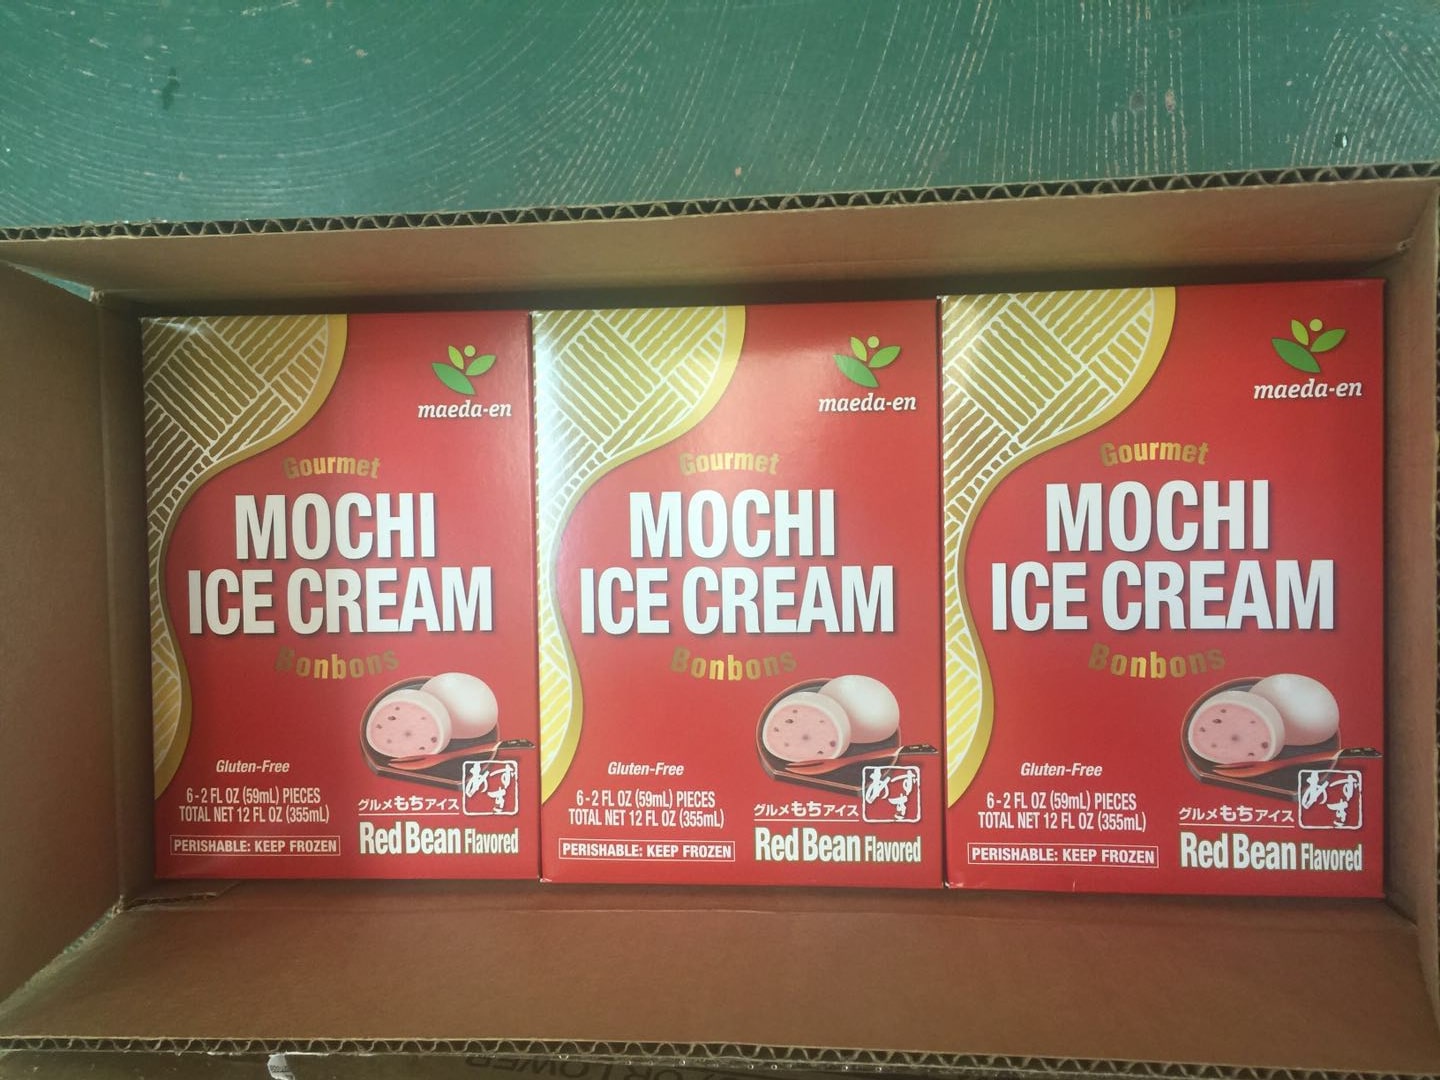 maeda-en
Gourmet
MOCHI
ICE CREAM
Bonbons
Gluten-Free
6-2 FL OZ (59mL) PIECES
TOTAL NET 12 FL OZ (355mL)
PERISHABLE: KEEP FROZEN
グルメもちアイス
あずき
Red Bean Flavored
maeda-en
Gourmet
MOCHI
ICE CREAM
Bonbons
Gluten-Free
6-2 FL OZ (59mL) PIECES
TOTAL NET 12 FL OZ (355mL)
PERISHABLE: KEEP FROZEN
グルメもちアイス
あずき
Red Bean Flavored
maeda-en
Gourmet
MOCHI
ICE CREAM
Bonbons
Gluten-Free
6-2 FL OZ (59mL) PIECES
TOTAL NET 12 FL OZ (355mL)
PERISHABLE: KEEP FROZEN
グルメもちアイス
あずき
Red Bean Flavored
OR LOWER